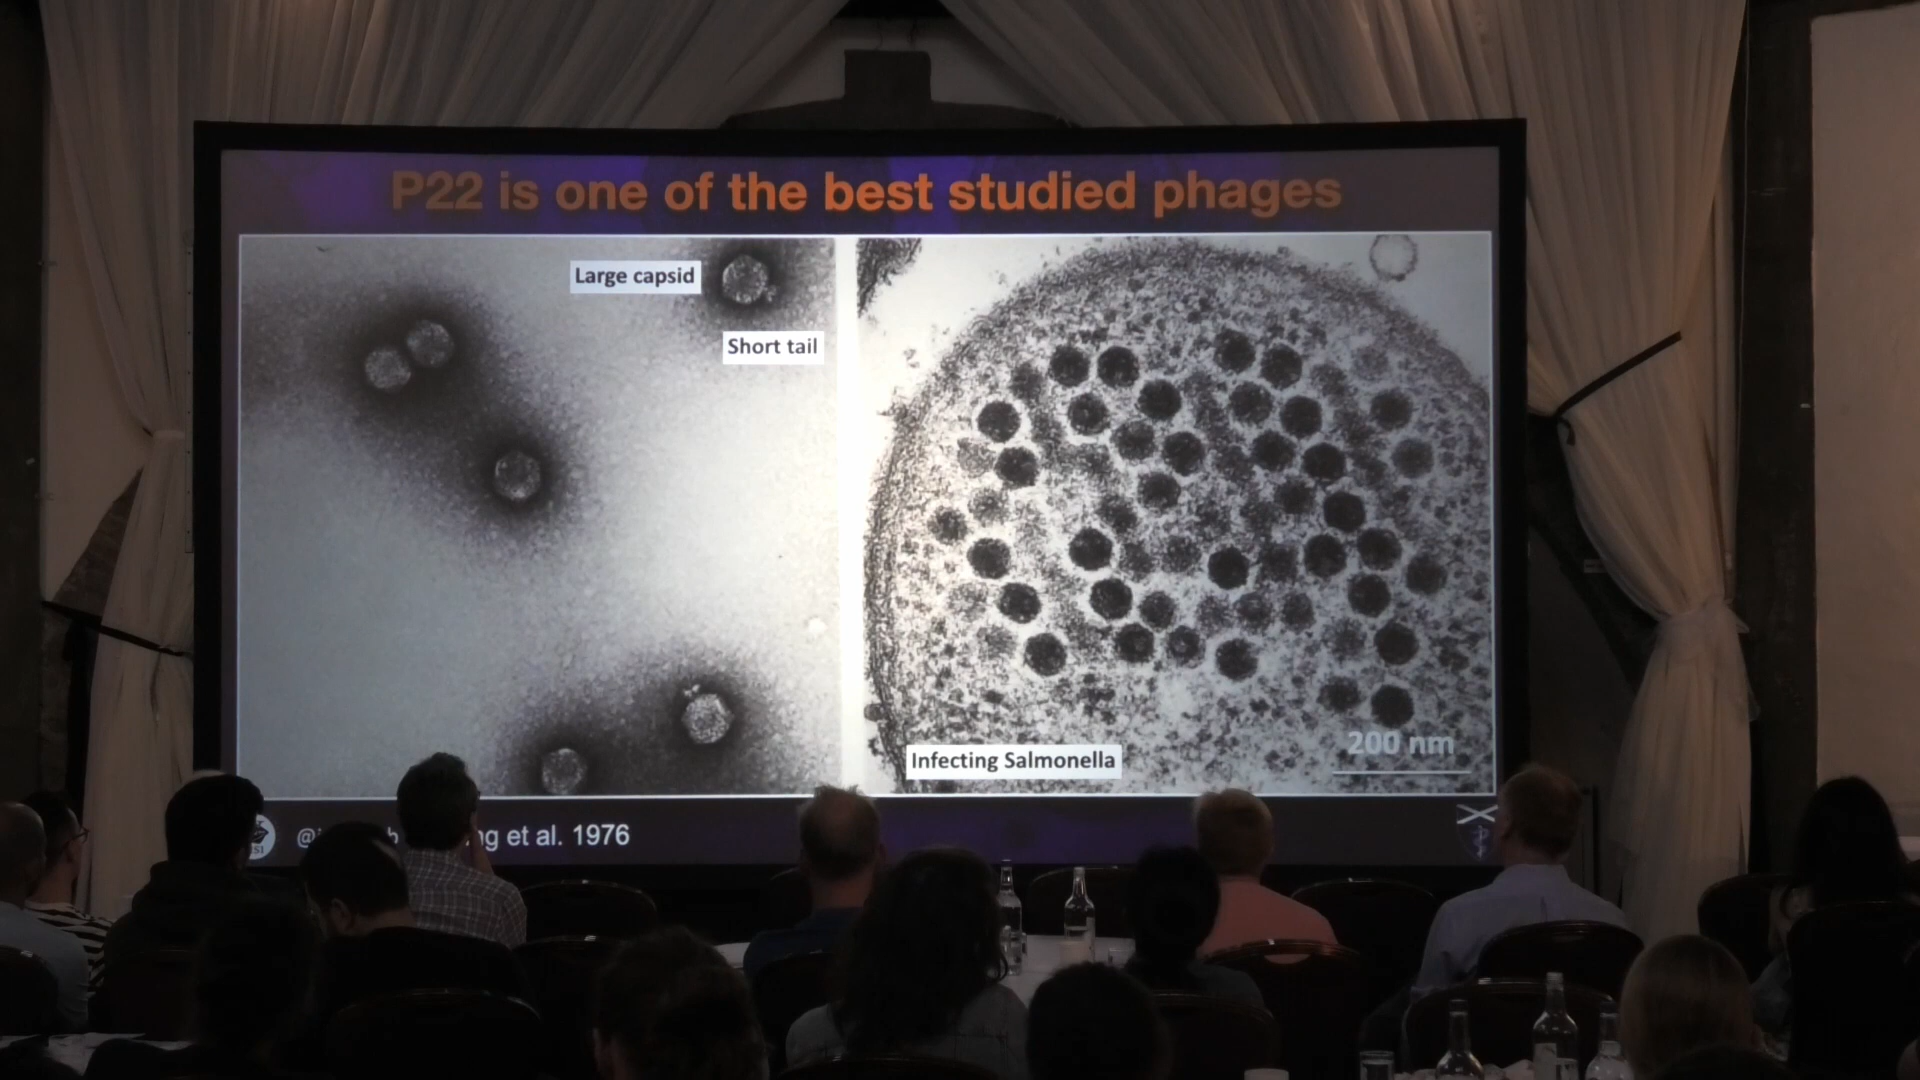 P22 is one of the best studied phages
Large capsid
Short tail
Infecting Salmonella
200 nm
et al. 1976